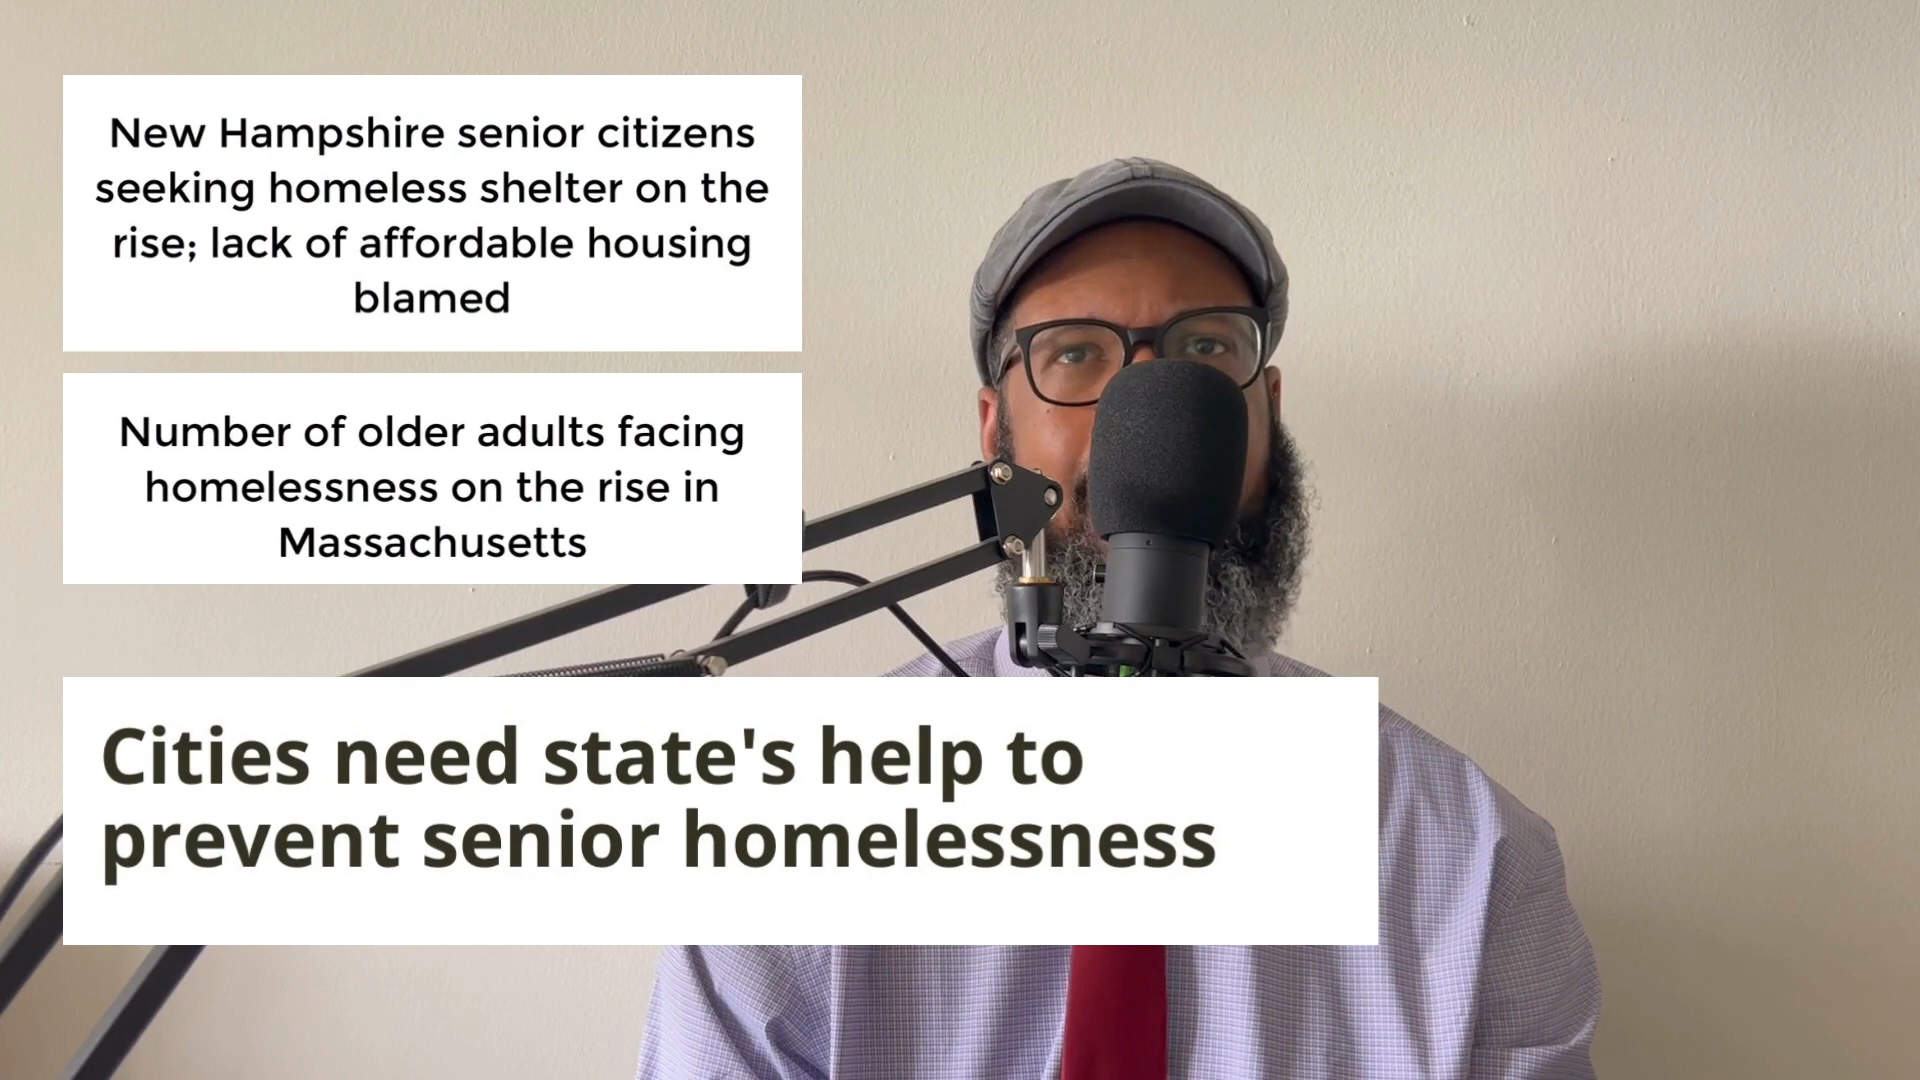 New Hampshire senior citizens
seeking homeless shelter on the
rise; lack of affordable housing
blamed
Number of older adults facing
homelessness on the rise in
Massachusetts
Cities need state's help to
prevent senior homelessness